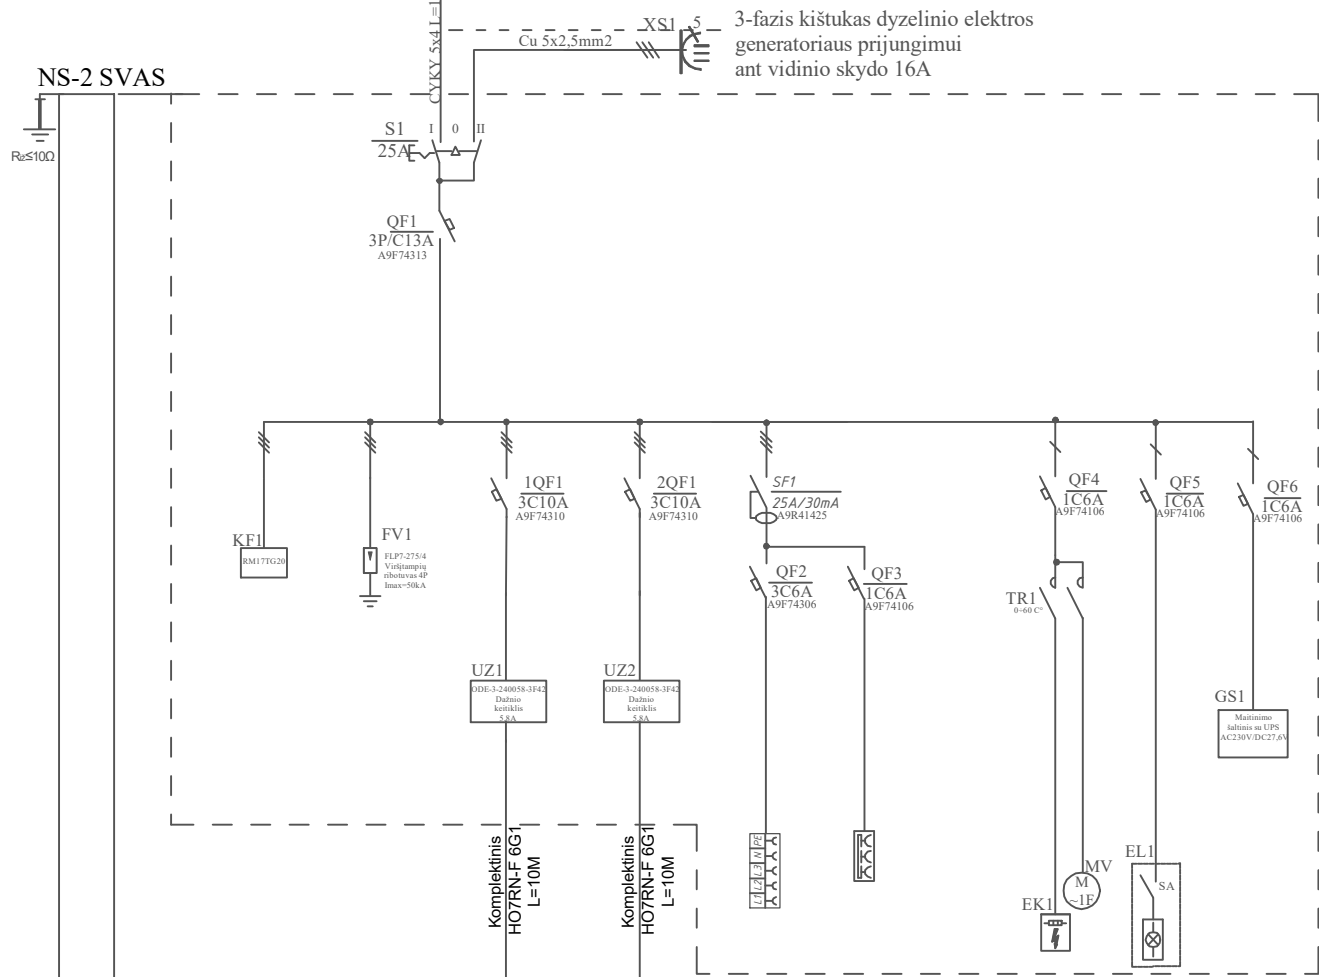 CYKY 5x4 L=1
XS1
5
Cu 5x2,5mm2
3-fazis kištukas dyzelinio elektros
generatoriaus prijungimui
ant vidinio skydo 16A
NS-2 SVAS
Rž≤10Ω
S1
25A
I 0 II
QF1
3P/C13A
A9F74313
KF1
RM17TG20
FV1
FLP7-275/4
Viršįtampių
ribotuvas 4P
Imax=50kA
1QF1
3C10A
A9F74310
2QF1
3C10A
A9F74310
SF1
25A/30mA
A9R41425
QF2
3C6A
A9F74306
QF3
1C6A
A9F74106
QF4
1C6A
A9F74106
QF5
1C6A
A9F74106
QF6
1C6A
A9F74106
TR1
0÷60 C°
UZ1
ODE-3-240058-3F42
Dažnio
keitiklis
5,8A
UZ2
ODE-3-240058-3F42
Dažnio
keitiklis
5,8A
GS1
Maitinimo
šaltinis su UPS
AC230V/DC27,6V
Komplektinis
HO7RN-F 6G1
L=10M
Komplektinis
HO7RN-F 6G1
L=10M
L1 L2 L3 N PE
EK1
MV
M
~1F
EL1
SA